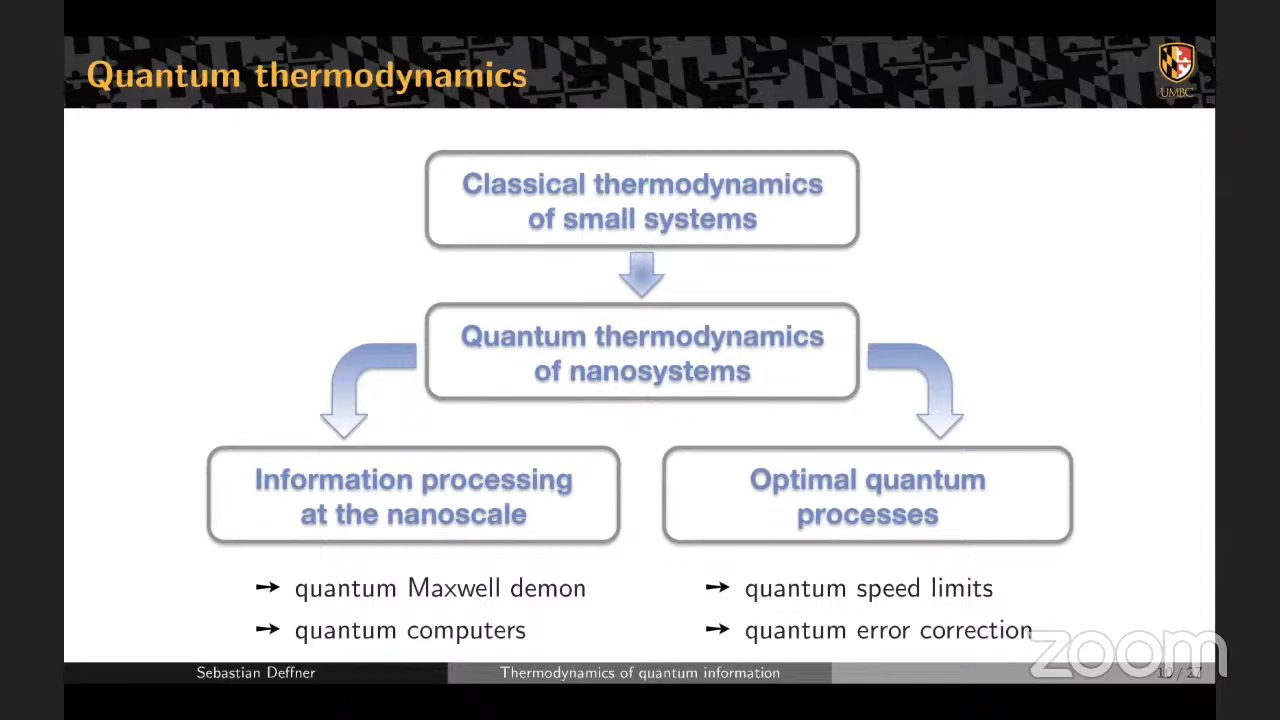 Quantum thermodynamics
UMBC
Classical thermodynamics
of small systems
Quantum thermodynamics
of nanosystems
Information processing
at the nanoscale
Optimal quantum
processes
→ quantum Maxwell demon
→ quantum computers
→ quantum speed limits
→ quantum error correction
Sebastian Deffner
Thermodynamics of quantum information
10 / 27
zoom